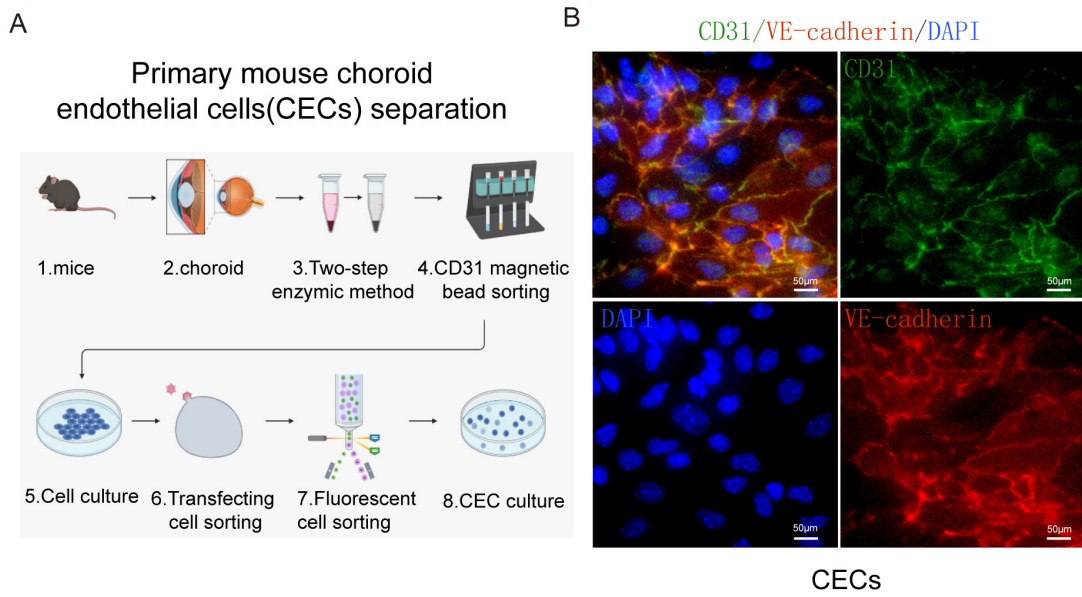 A
Primary mouse choroid
endothelial cells(CECs) separation
1.mice
2.choroid
3.Two-step
enzymic method
4.CD31 magnetic
bead sorting
5.Cell culture
6.Transfecting
cell sorting
7.Fluorescent
cell sorting
8.CEC culture
B
CD31/VE-cadherin/DAPI
50μm
CD31
50μm
DAPI
50μm
VE-cadherin
50μm
CECs